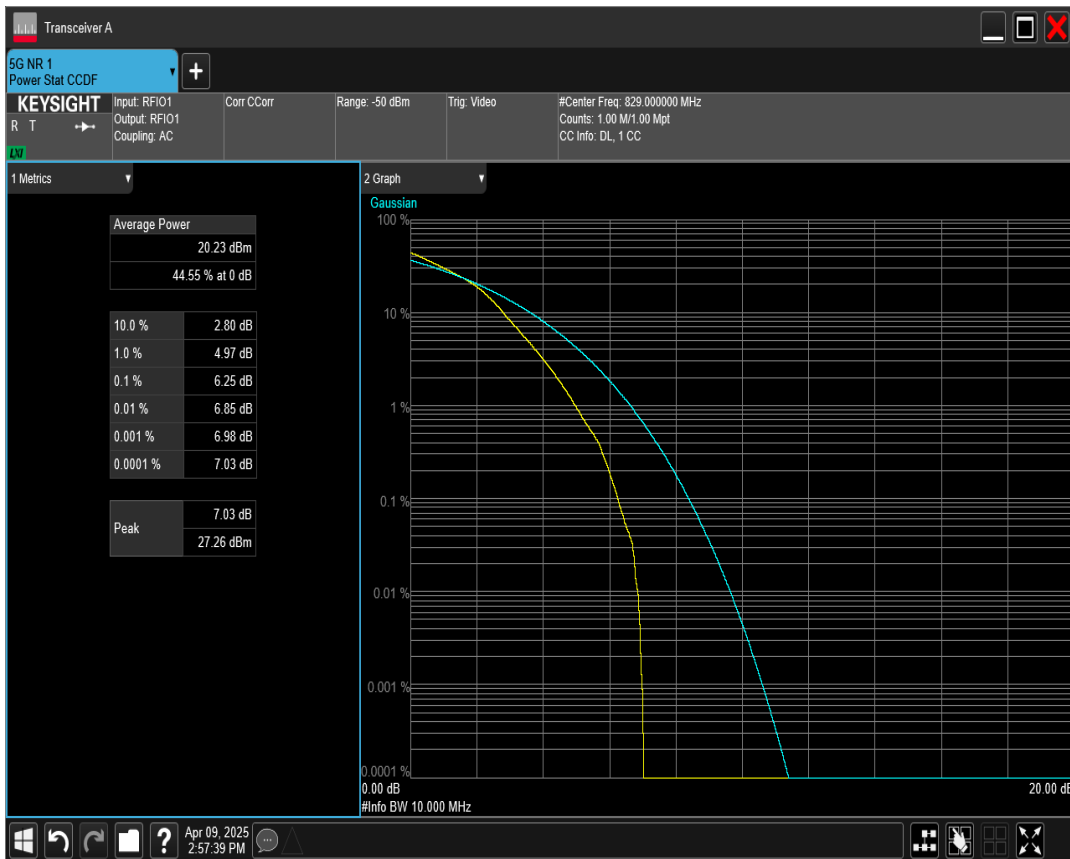 Transceiver A
5G NR 1
Power Stat CCDF
KEYSIGHT
R T
LXI
Input: RFIO1
Output: RFIO1
Coupling: AC
Corr CCorr
Range: -50 dBm
Trig: Video
#Center Freq: 829.000000 MHz
Counts: 1.00 M/1.00 Mpt
CC Info: DL, 1 CC
1 Metrics
Average Power
20.23 dBm
44.55 % at 0 dB
10.0 % 2.80 dB
1.0 % 4.97 dB
0.1 % 6.25 dB
0.01 % 6.85 dB
0.001 % 6.98 dB
0.0001 % 7.03 dB
Peak
7.03 dB
27.26 dBm
2 Graph
Gaussian
100 %
10 %
1 %
0.1 %
0.01 %
0.001 %
0.0001 %
0.00 dB
20.00 dB
#Info BW 10.000 MHz
?
Apr 09, 2025
2:57:39 PM